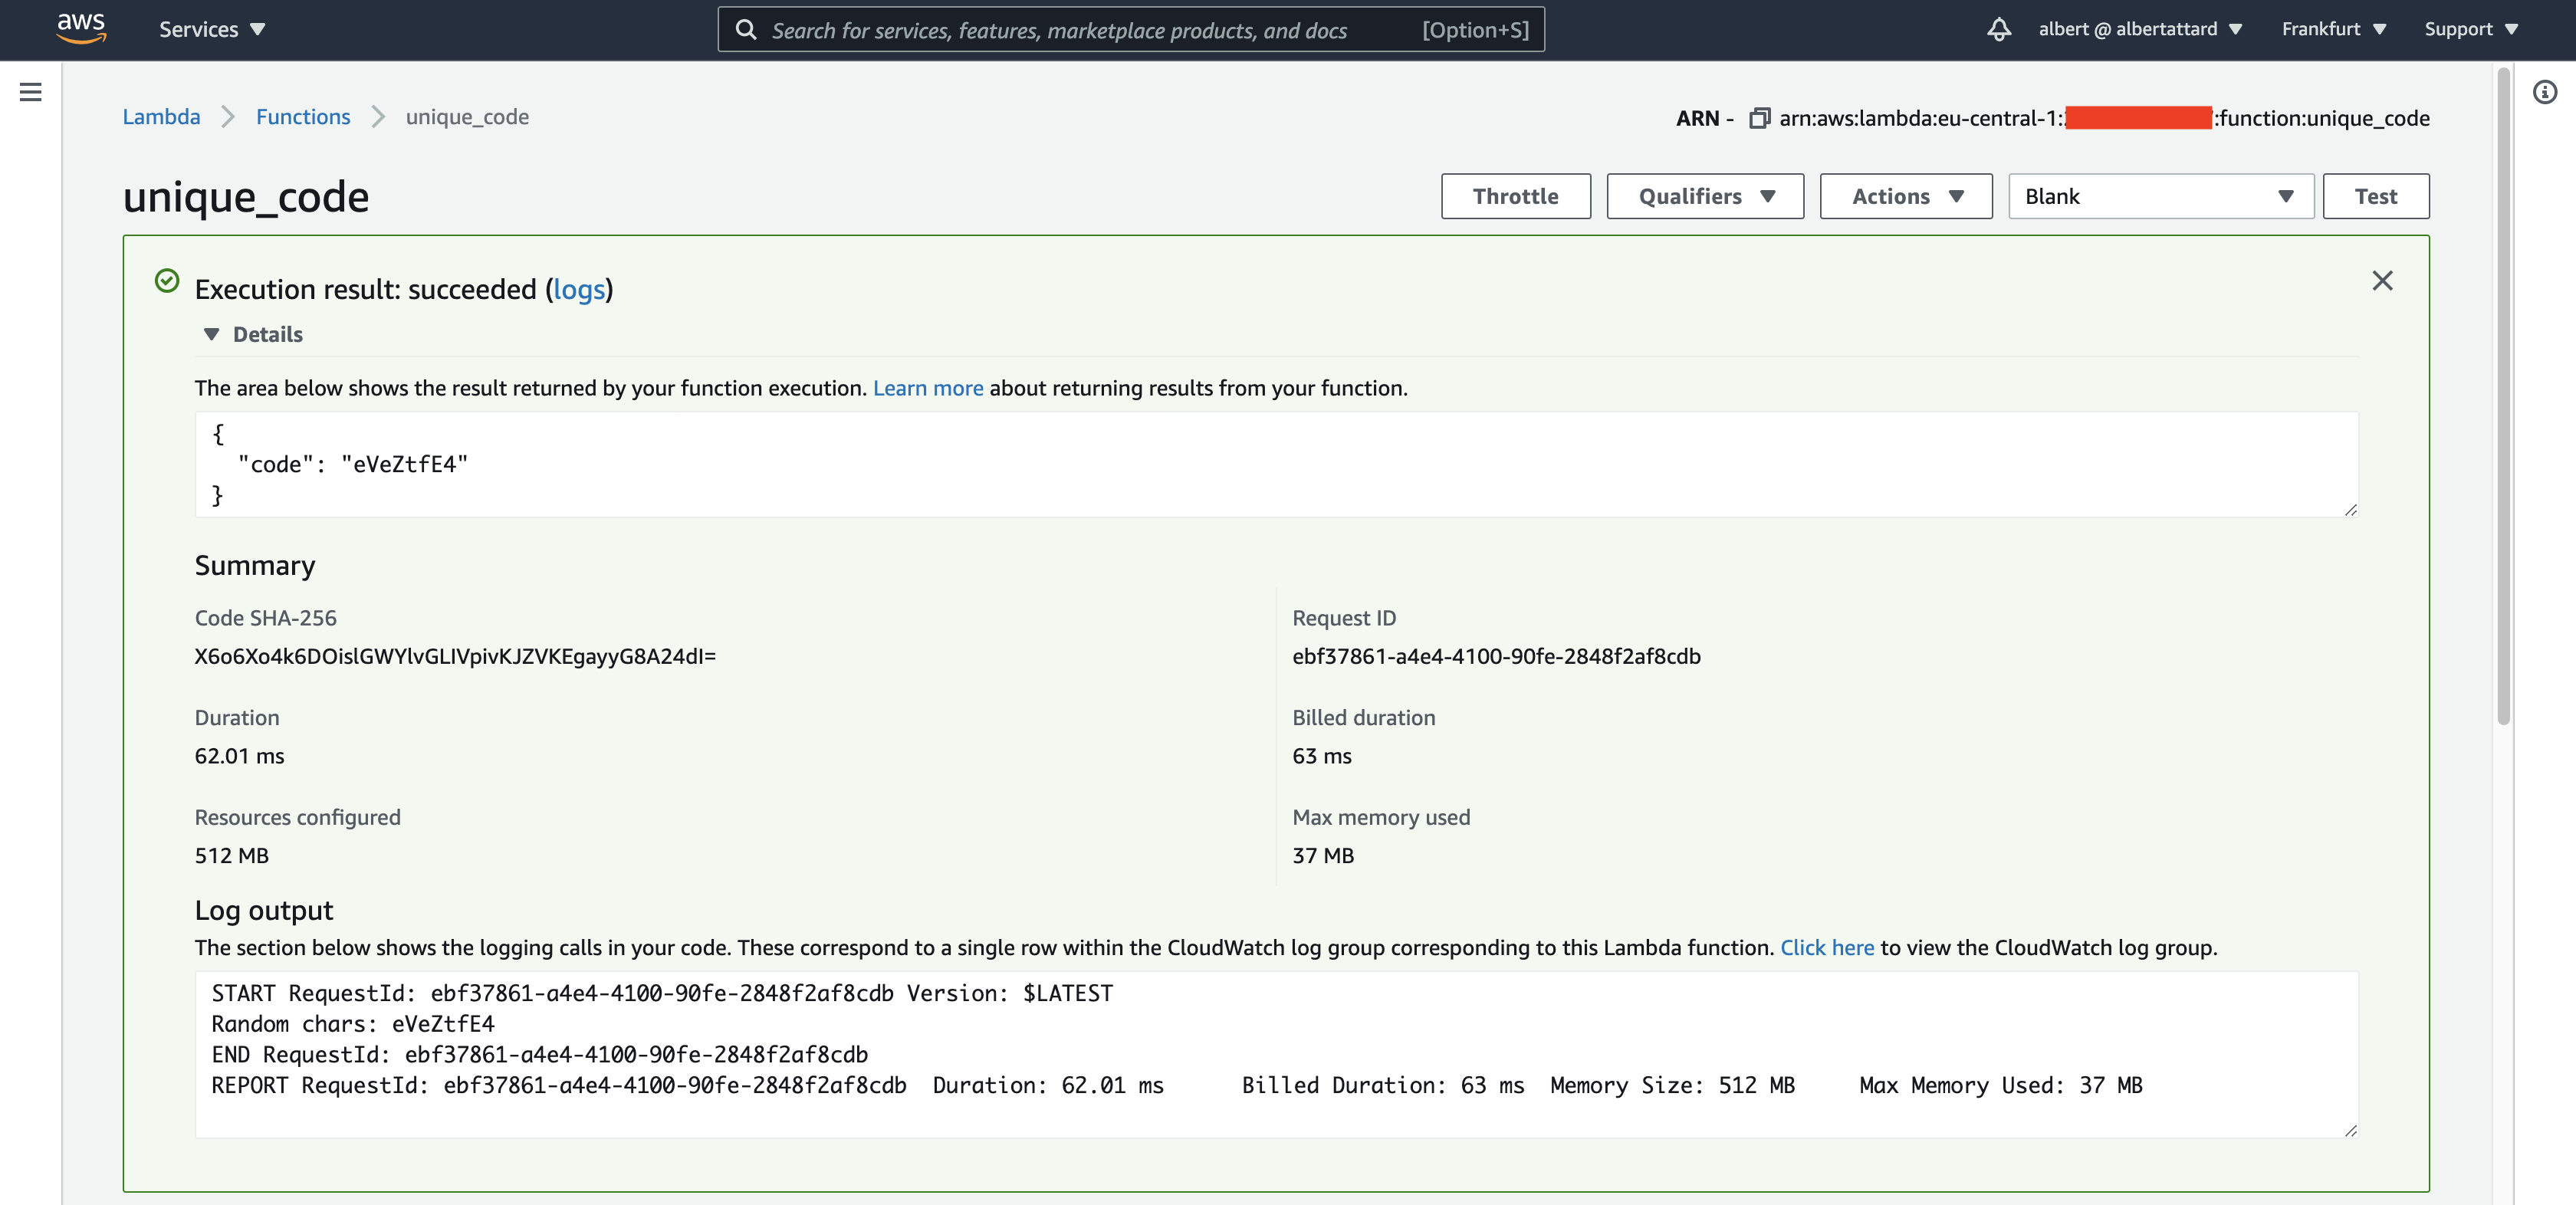 aws Services Search for services, features, marketplace products, and docs [Option+S] albert @ albertattard Frankfurt Support
Lambda Functions unique_code ARN - arn:aws:lambda:eu-central-1: :function:unique_code
unique_code Throttle Qualifiers Actions Blank Test
Execution result: succeeded (logs)
Details
The area below shows the result returned by your function execution. Learn more about returning results from your function.
{
"code": "eVeZtfE4"
}
Summary
Code SHA-256 Request ID
X6o6Xo4k6DOislGWYlvGLIVpivKJZVKEgayyG8A24dI= ebf37861-a4e4-4100-90fe-2848f2af8cdb
Duration Billed duration
62.01 ms 63 ms
Resources configured Max memory used
512 MB 37 MB
Log output
The section below shows the logging calls in your code. These correspond to a single row within the CloudWatch log group corresponding to this Lambda function. Click here to view the CloudWatch log group.
START RequestId: ebf37861-a4e4-4100-90fe-2848f2af8cdb Version: $LATEST
Random chars: eVeZtfE4
END RequestId: ebf37861-a4e4-4100-90fe-2848f2af8cdb
REPORT RequestId: ebf37861-a4e4-4100-90fe-2848f2af8cdb Duration: 62.01 ms Billed Duration: 63 ms Memory Size: 512 MB Max Memory Used: 37 MB